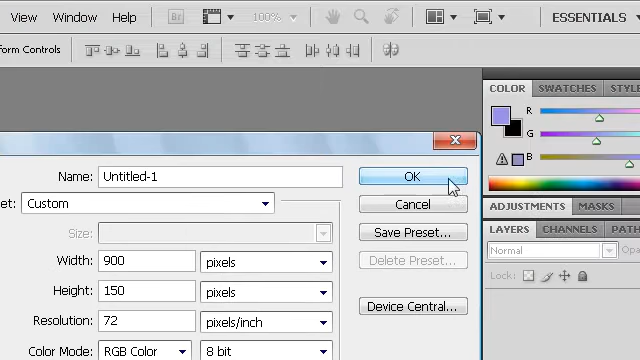 View Window Help Br 100% ESSENTIALS
form Controls
COLOR SWATCHES STYLE
R
G
B
Name: Untitled-1 OK
et: Custom Cancel
Size: Save Preset...
Width: 900 pixels Delete Preset...
Height: 150 pixels
Resolution: 72 pixels/inch Device Central...
Color Mode: RGB Color 8 bit
ADJUSTMENTS MASKS
LAYERS CHANNELS PATH
Normal Opa
Lock: